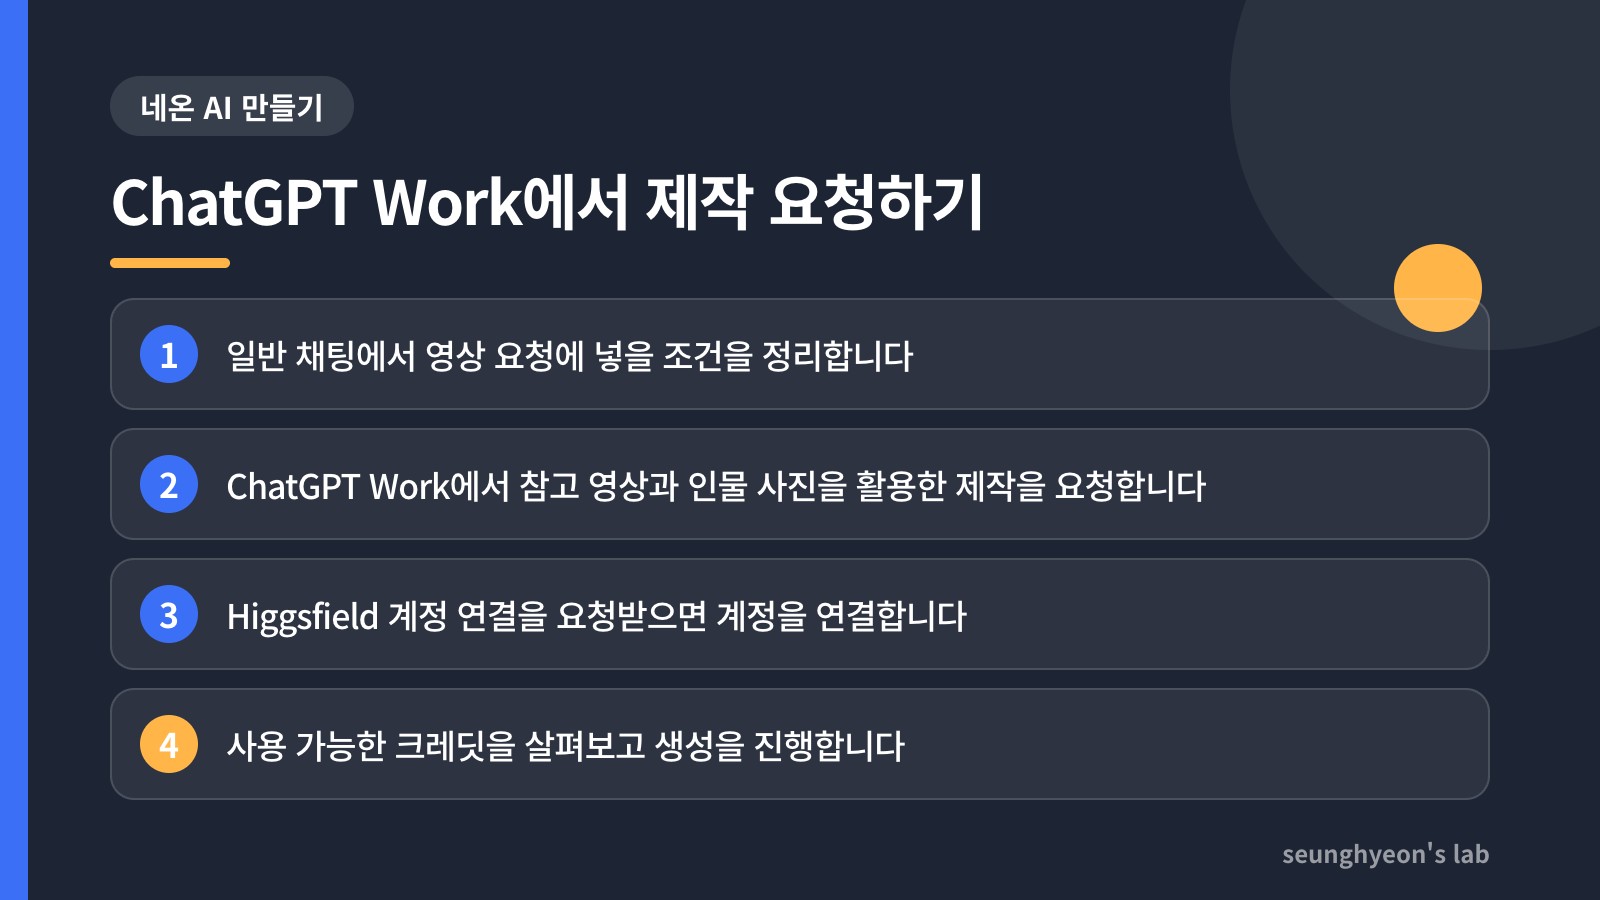 네온 AI 만들기
ChatGPT Work에서 제작 요청하기
1 일반 채팅에서 영상 요청에 넣을 조건을 정리합니다
2 ChatGPT Work에서 참고 영상과 인물 사진을 활용한 제작을 요청합니다
3 Higgsfield 계정 연결을 요청받으면 계정을 연결합니다
4 사용 가능한 크레딧을 살펴보고 생성을 진행합니다
seunghyeon's lab